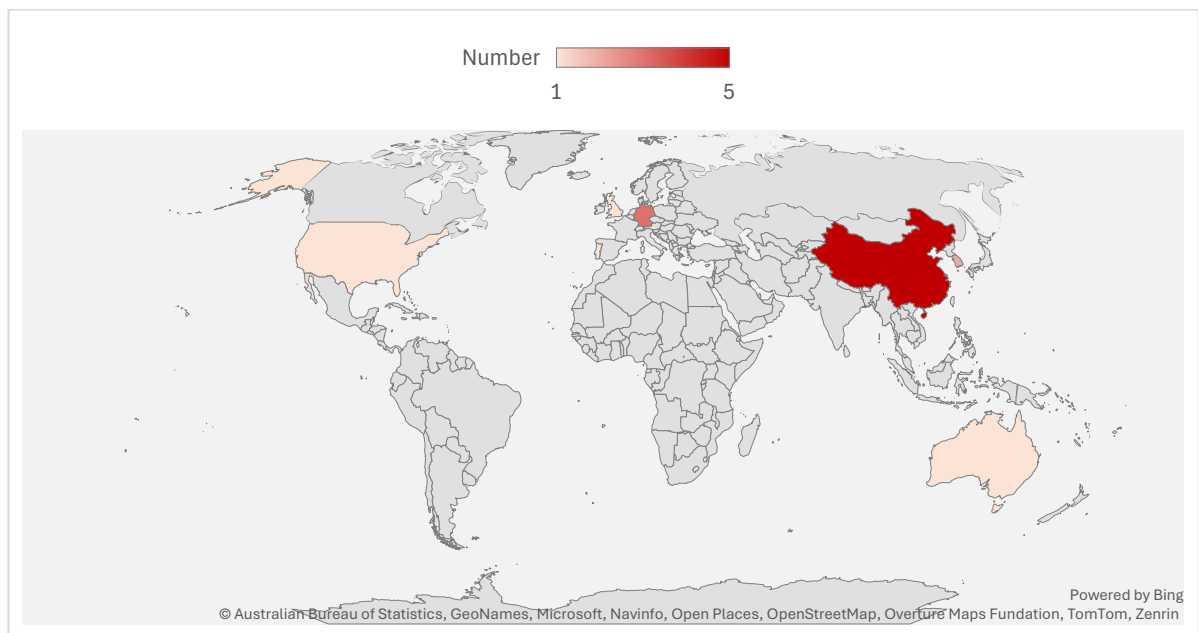 Number
1 5
Powered by Bing
© Australian Bureau of Statistics, GeoNames, Microsoft, Navinfo, Open Places, OpenStreetMap, Overture Maps Fundation, TomTom, Zenrin